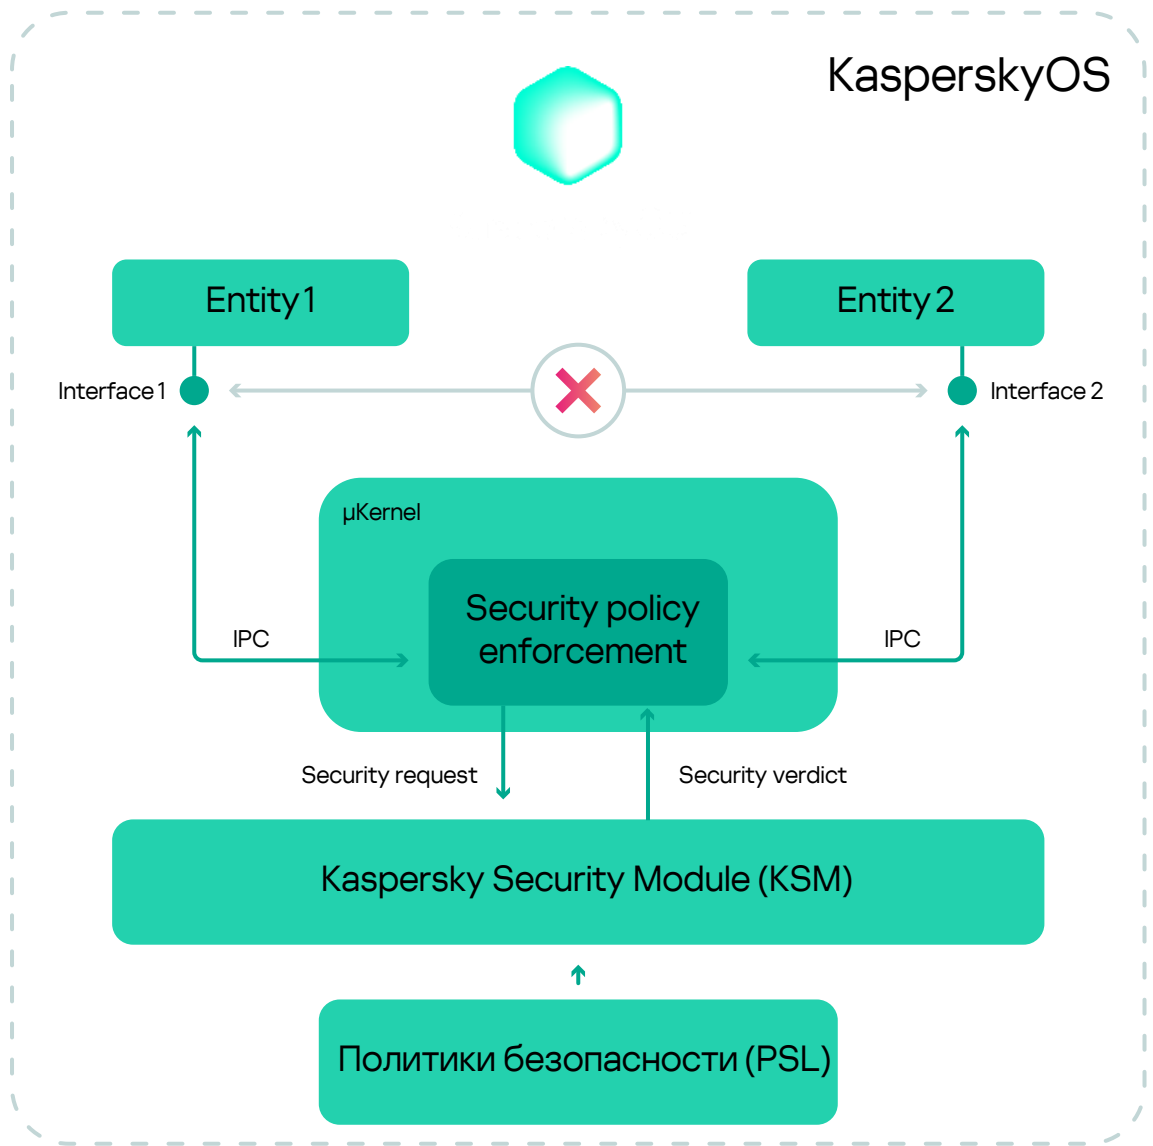 KasperskyOS
Entity 1
Entity 2
Interface 1
Interface 2
µKernel
Security policy
enforcement
IPC
IPC
Security request
Security verdict
Kaspersky Security Module (KSM)
Политики безопасности (PSL)